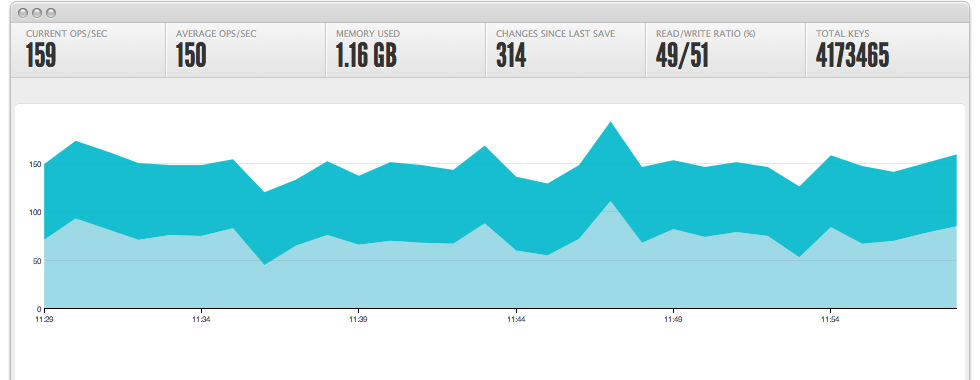 CURRENT OPS/SEC AVERAGE OPS/SEC MEMORY USED CHANGES SINCE LAST SAVE READ/WRITE RATIO (%) TOTAL KEYS
159 150 1.16 GB 314 49/51 4173465
150
100
50
0
11:29 11:34 11:39 11:44 11:49 11:54